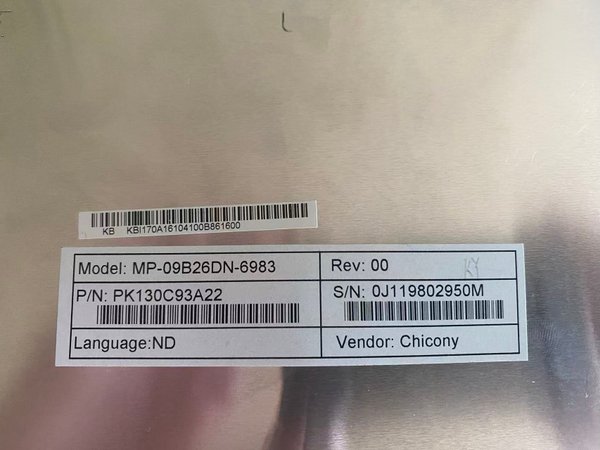 KB KBI170A16104100B861600
Model: MP-09B26DN-6983
Rev: 00
P/N: PK130C93A22
S/N: 0J119802950M
Language:ND
Vendor: Chicony